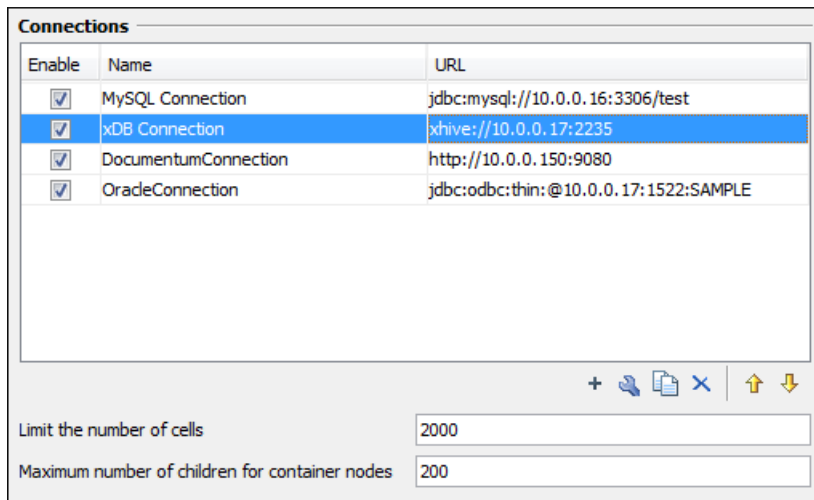 Connections
Enable Name URL
MySQL Connection jdbc:mysql://10.0.0.16:3306/test
xDB Connection xhive://10.0.0.17:2235
DocumentumConnection http://10.0.0.150:9080
OracleConnection jdbc:odbc:thin:@10.0.0.17:1522:SAMPLE
Limit the number of cells 2000
Maximum number of children for container nodes 200